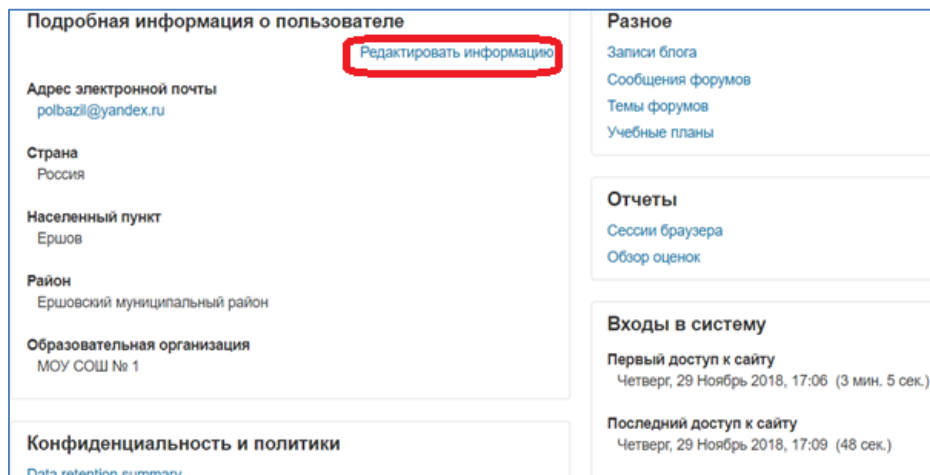 Подробная информация о пользователе
Редактировать информацию
Адрес электронной почты
polbazil@yandex.ru
Страна
Россия
Населенный пункт
Ершов
Район
Ершовский муниципальный район
Образовательная организация
МОУ СОШ № 1
Конфиденциальность и политики
Data retention summary
Разное
Записи блога
Сообщения форумов
Темы форумов
Учебные планы
Отчеты
Сессии браузера
Обзор оценок
Входы в систему
Первый доступ к сайту
Четверг, 29 Ноябрь 2018, 17:06 (3 мин. 5 сек.)
Последний доступ к сайту
Четверг, 29 Ноябрь 2018, 17:09 (48 сек.)